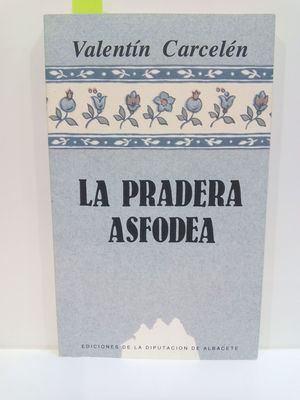 Valentín Carcelén
LA PRADERA
ASFODEA
EDICIONES DE LA DIPUTACION DE ALBACETE